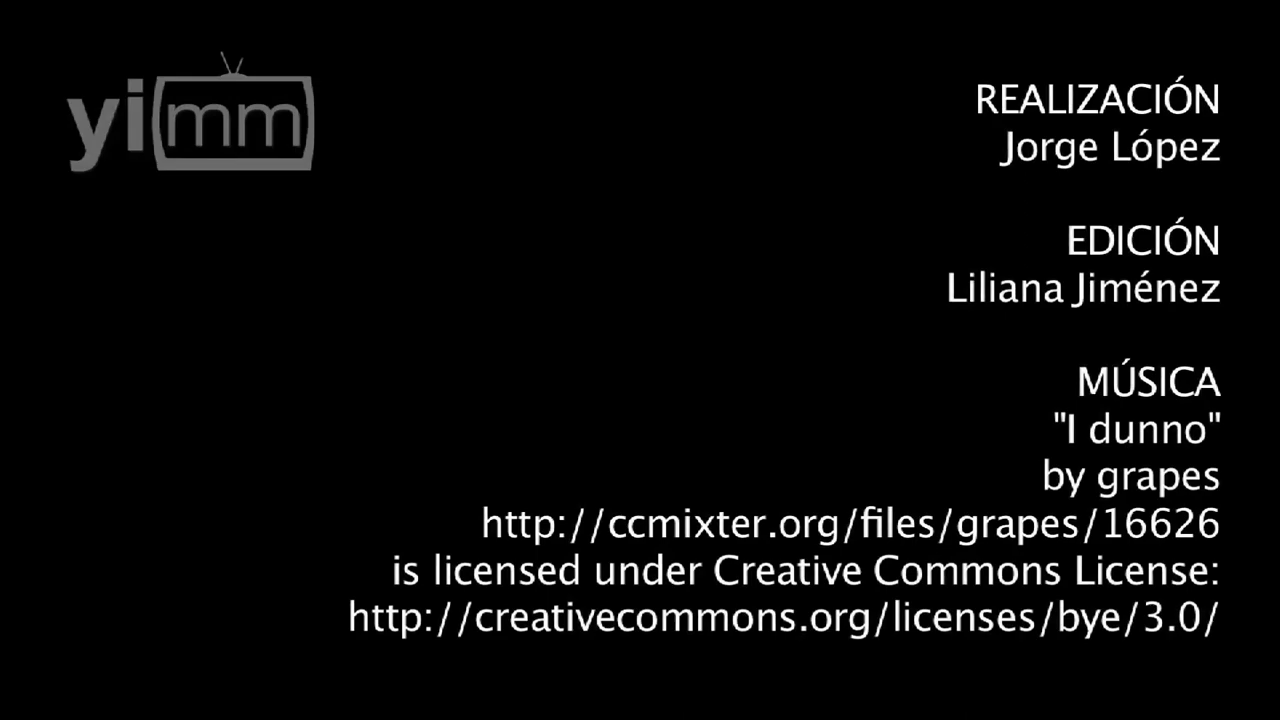 yimm
REALIZACIÓN
Jorge López
EDICIÓN
Liliana Jiménez
MÚSICA
"I dunno"
by grapes
http://ccmixter.org/files/grapes/16626
is licensed under Creative Commons License:
http://creativecommons.org/licenses/bye/3.0/